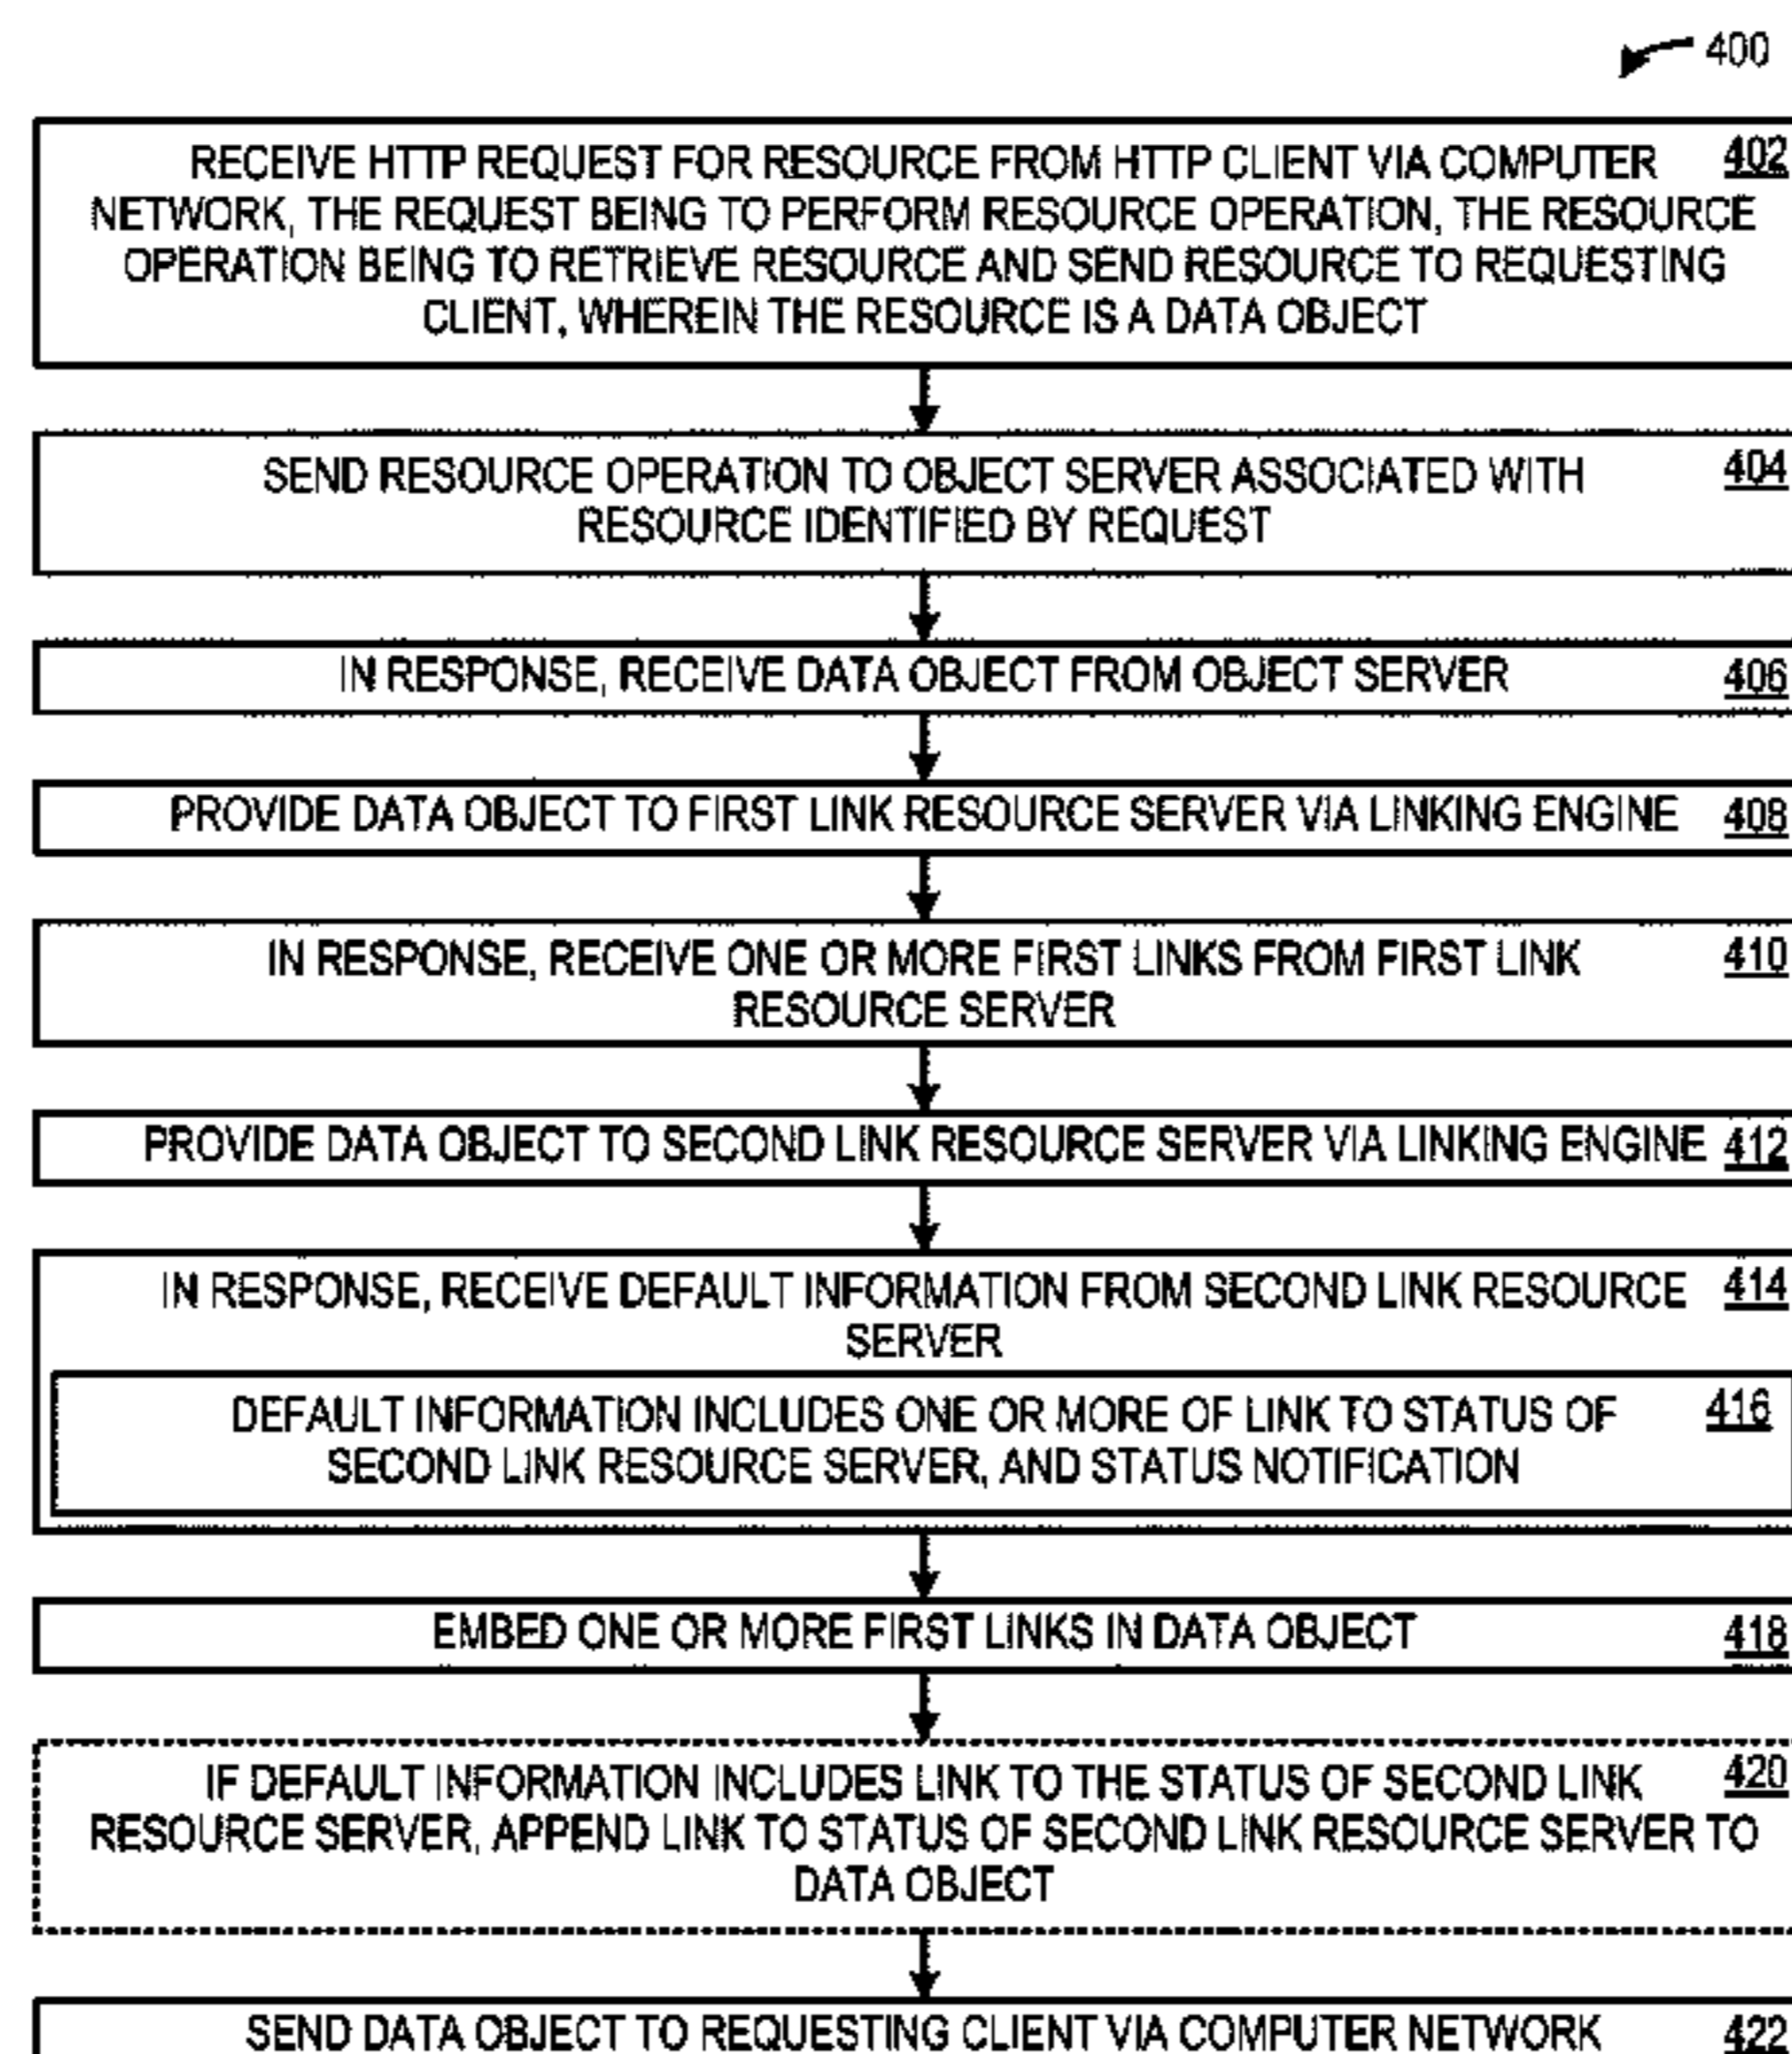 400
RECEIVE HTTP REQUEST FOR RESOURCE FROM HTTP CLIENT VIA COMPUTER 402
NETWORK, THE REQUEST BEING TO PERFORM RESOURCE OPERATION, THE RESOURCE
OPERATION BEING TO RETRIEVE RESOURCE AND SEND RESOURCE TO REQUESTING
CLIENT, WHEREIN THE RESOURCE IS A DATA OBJECT
SEND RESOURCE OPERATION TO OBJECT SERVER ASSOCIATED WITH 404
RESOURCE IDENTIFIED BY REQUEST
IN RESPONSE, RECEIVE DATA OBJECT FROM OBJECT SERVER 406
PROVIDE DATA OBJECT TO FIRST LINK RESOURCE SERVER VIA LINKING ENGINE 408
IN RESPONSE, RECEIVE ONE OR MORE FIRST LINKS FROM FIRST LINK 410
RESOURCE SERVER
PROVIDE DATA OBJECT TO SECOND LINK RESOURCE SERVER VIA LINKING ENGINE 412
IN RESPONSE, RECEIVE DEFAULT INFORMATION FROM SECOND LINK RESOURCE 414
SERVER
DEFAULT INFORMATION INCLUDES ONE OR MORE OF LINK TO STATUS OF 416
SECOND LINK RESOURCE SERVER, AND STATUS NOTIFICATION
EMBED ONE OR MORE FIRST LINKS IN DATA OBJECT 418
IF DEFAULT INFORMATION INCLUDES LINK TO THE STATUS OF SECOND LINK 420
RESOURCE SERVER, APPEND LINK TO STATUS OF SECOND LINK RESOURCE SERVER TO
DATA OBJECT
SEND DATA OBJECT TO REQUESTING CLIENT VIA COMPUTER NETWORK 422